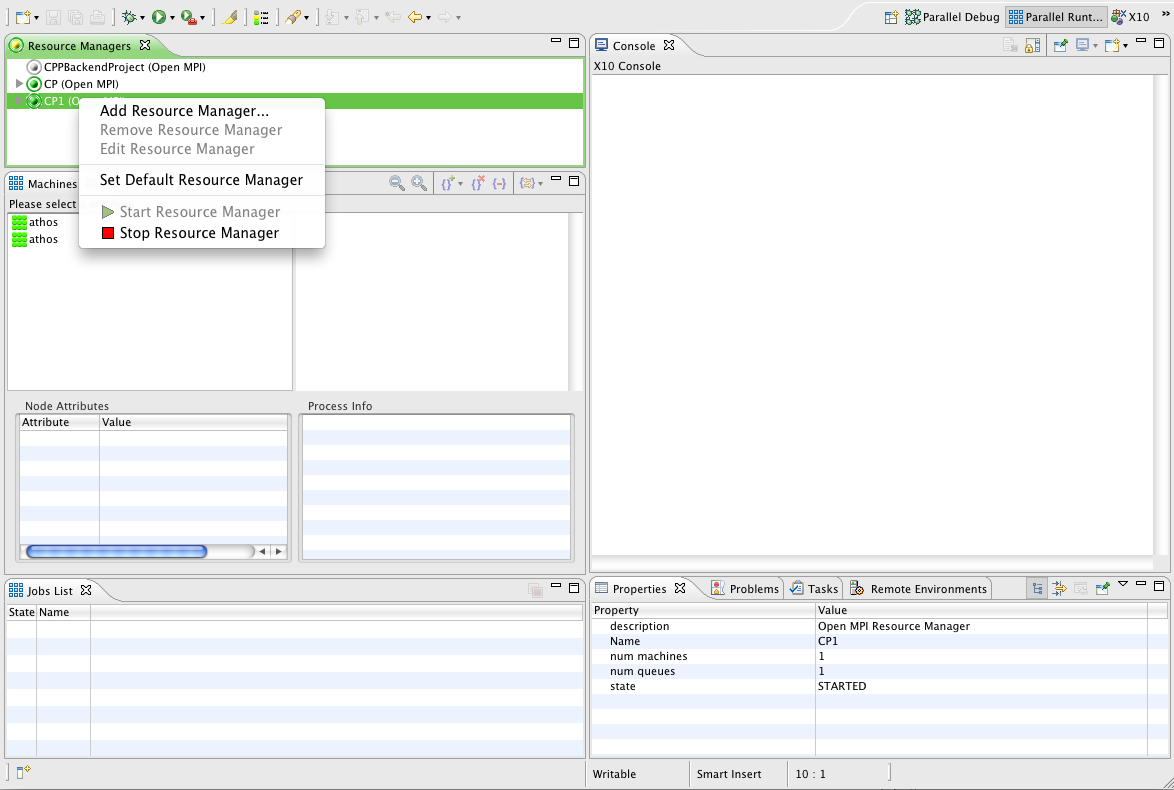 Parallel Debug
Parallel Runt...
X10
Resource Managers
CPPBackendProject (Open MPI)
CP (Open MPI)
CP1 (O
Add Resource Manager...
Remove Resource Manager
Edit Resource Manager
Set Default Resource Manager
Start Resource Manager
Stop Resource Manager
Machines
Please select
athos
athos
Node Attributes
Attribute Value
Process Info
Jobs List
State Name
Console
X10 Console
Properties Problems Tasks Remote Environments
Property Value
description Open MPI Resource Manager
Name CP1
num machines 1
num queues 1
state STARTED
Writable Smart Insert 10 : 1